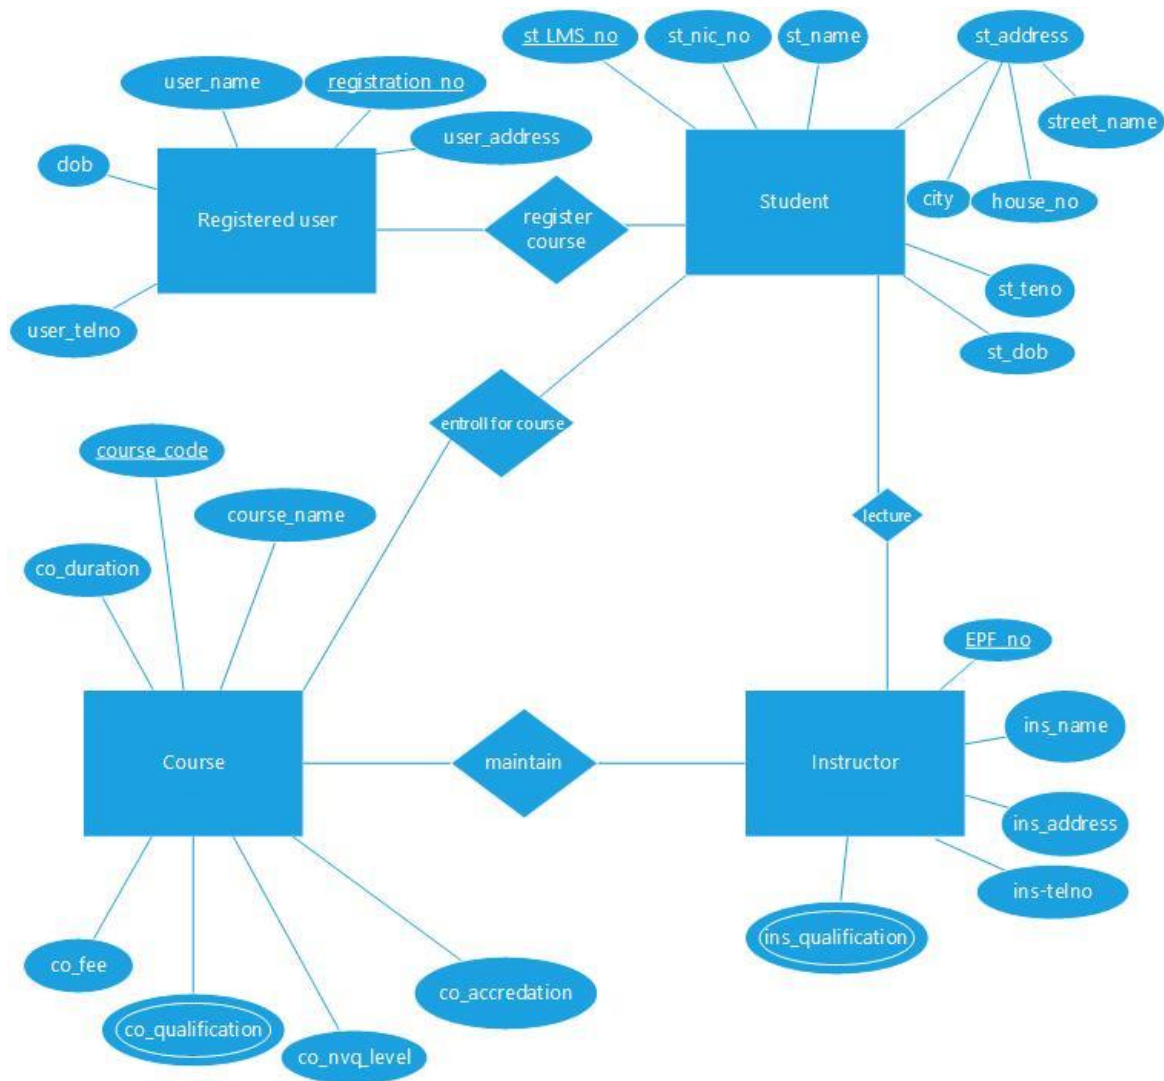 st_LMS_no
st_nic_no
st_name
st_address
user_name
registration_no
user_address
street_name
dob
city
house_no
Registered user
register
course
Student
st_teno
user_telno
st_dob
entroll for course
course_code
course_name
lecture
co_duration
EPF_no
ins_name
Course
maintain
Instructor
ins_address
ins-telno
ins_qualification
co_fee
co_accredation
co_qualification
co_nvq_level